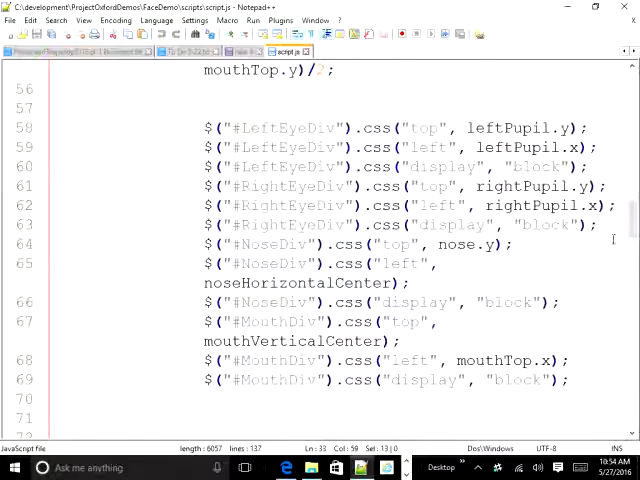 C:\development\ProjectOxfordDemos\FaceDemo\scripts\script.js - Notepad++
File Edit Search View Encoding Language Settings Macro Run Plugins Window ?
script.js
mouthTop.y)/2;
56
57
58 $("#LeftEyeDiv").css("top", leftPupil.y);
59 $("#LeftEyeDiv").css("left", leftPupil.x);
60 $("#LeftEyeDiv").css("display", "block");
61 $("#RightEyeDiv").css("top", rightPupil.y);
62 $("#RightEyeDiv").css("left", rightPupil.x);
63 $("#RightEyeDiv").css("display", "block");
64 $("#NoseDiv").css("top", nose.y);
65 $("#NoseDiv").css("left",
noseHorizontalCenter);
66 $("#NoseDiv").css("display", "block");
67 $("#MouthDiv").css("top",
mouthVerticalCenter);
68 $("#MouthDiv").css("left", mouthTop.x);
69 $("#MouthDiv").css("display", "block");
70
71
JavaScript file length : 6057 lines : 137 Ln : 33 Col : 59 Sel : 13 | 0 Dos\Windows UTF-8 INS
Ask me anything Desktop 10:54 AM
5/27/2016